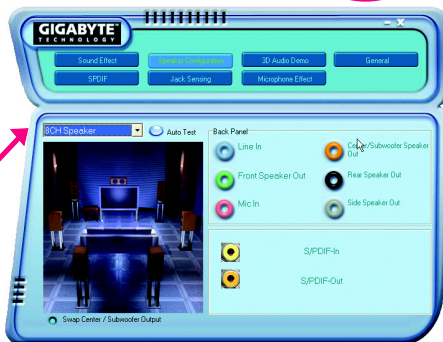 GIGABYTE
TECHNOLOGY
- X
Sound Effect
Speaker Configuration
3D Audio Demo
General
SPDIF
Jack Sensing
Microphone Effect
8CH Speaker
Auto Test
Back Panel
Line In
Center/Subwoofer Speaker Out
Front Speaker Out
Rear Speaker Out
Mic In
Side Speaker Out
S/PDIF-In
S/PDIF-Out
Swap Center / Subwoofer Output